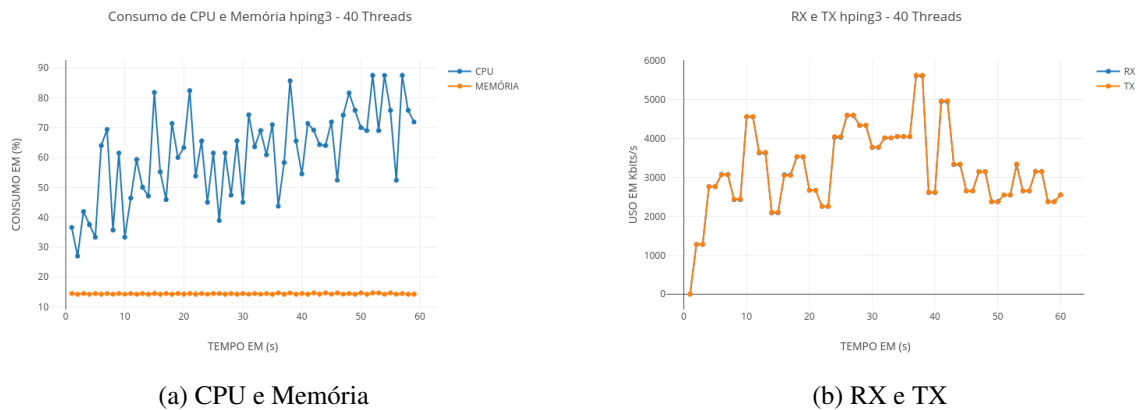 Consumo de CPU e Memória hping3 - 40 Threads
CONSUMO EM (%)
90
80
70
60
50
40
30
20
10
0
10
20
30
40
50
60
TEMPO EM (s)
CPU
MEMÓRIA
(a) CPU e Memória
RX e TX hping3 - 40 Threads
USO EM Kbits/s
6000
5000
4000
3000
2000
1000
0
0
10
20
30
40
50
60
TEMPO EM (s)
RX
TX
(b) RX e TX